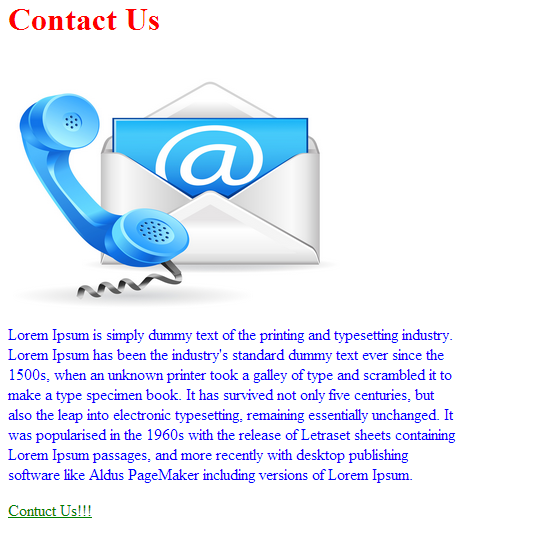 Contact Us
@
Lorem Ipsum is simply dummy text of the printing and typesetting industry.
Lorem Ipsum has been the industry's standard dummy text ever since the
1500s, when an unknown printer took a galley of type and scrambled it to
make a type specimen book. It has survived not only five centuries, but
also the leap into electronic typesetting, remaining essentially unchanged. It
was popularised in the 1960s with the release of Letraset sheets containing
Lorem Ipsum passages, and more recently with desktop publishing
software like Aldus PageMaker including versions of Lorem Ipsum.
Contuct Us!!!